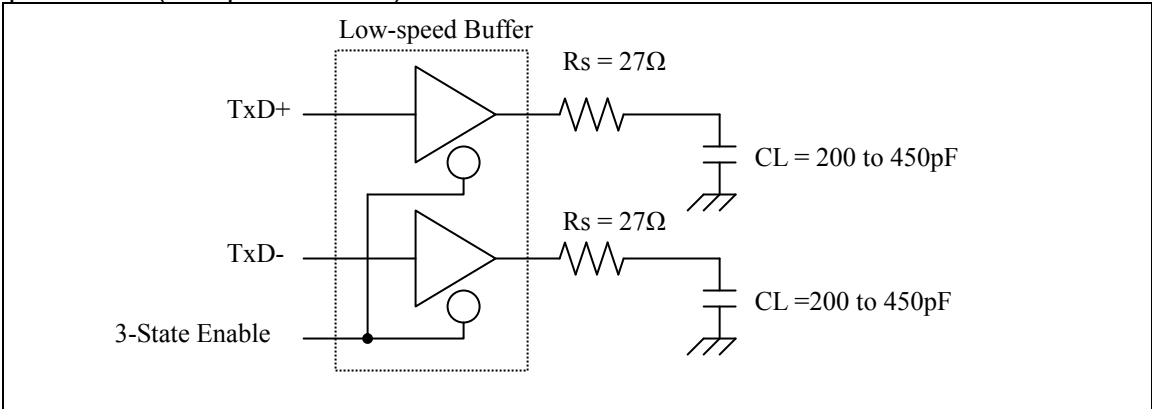 Low-speed Buffer
Rs = 27Ω
TxD+
CL = 200 to 450pF
Rs = 27Ω
TxD-
CL =200 to 450pF
3-State Enable